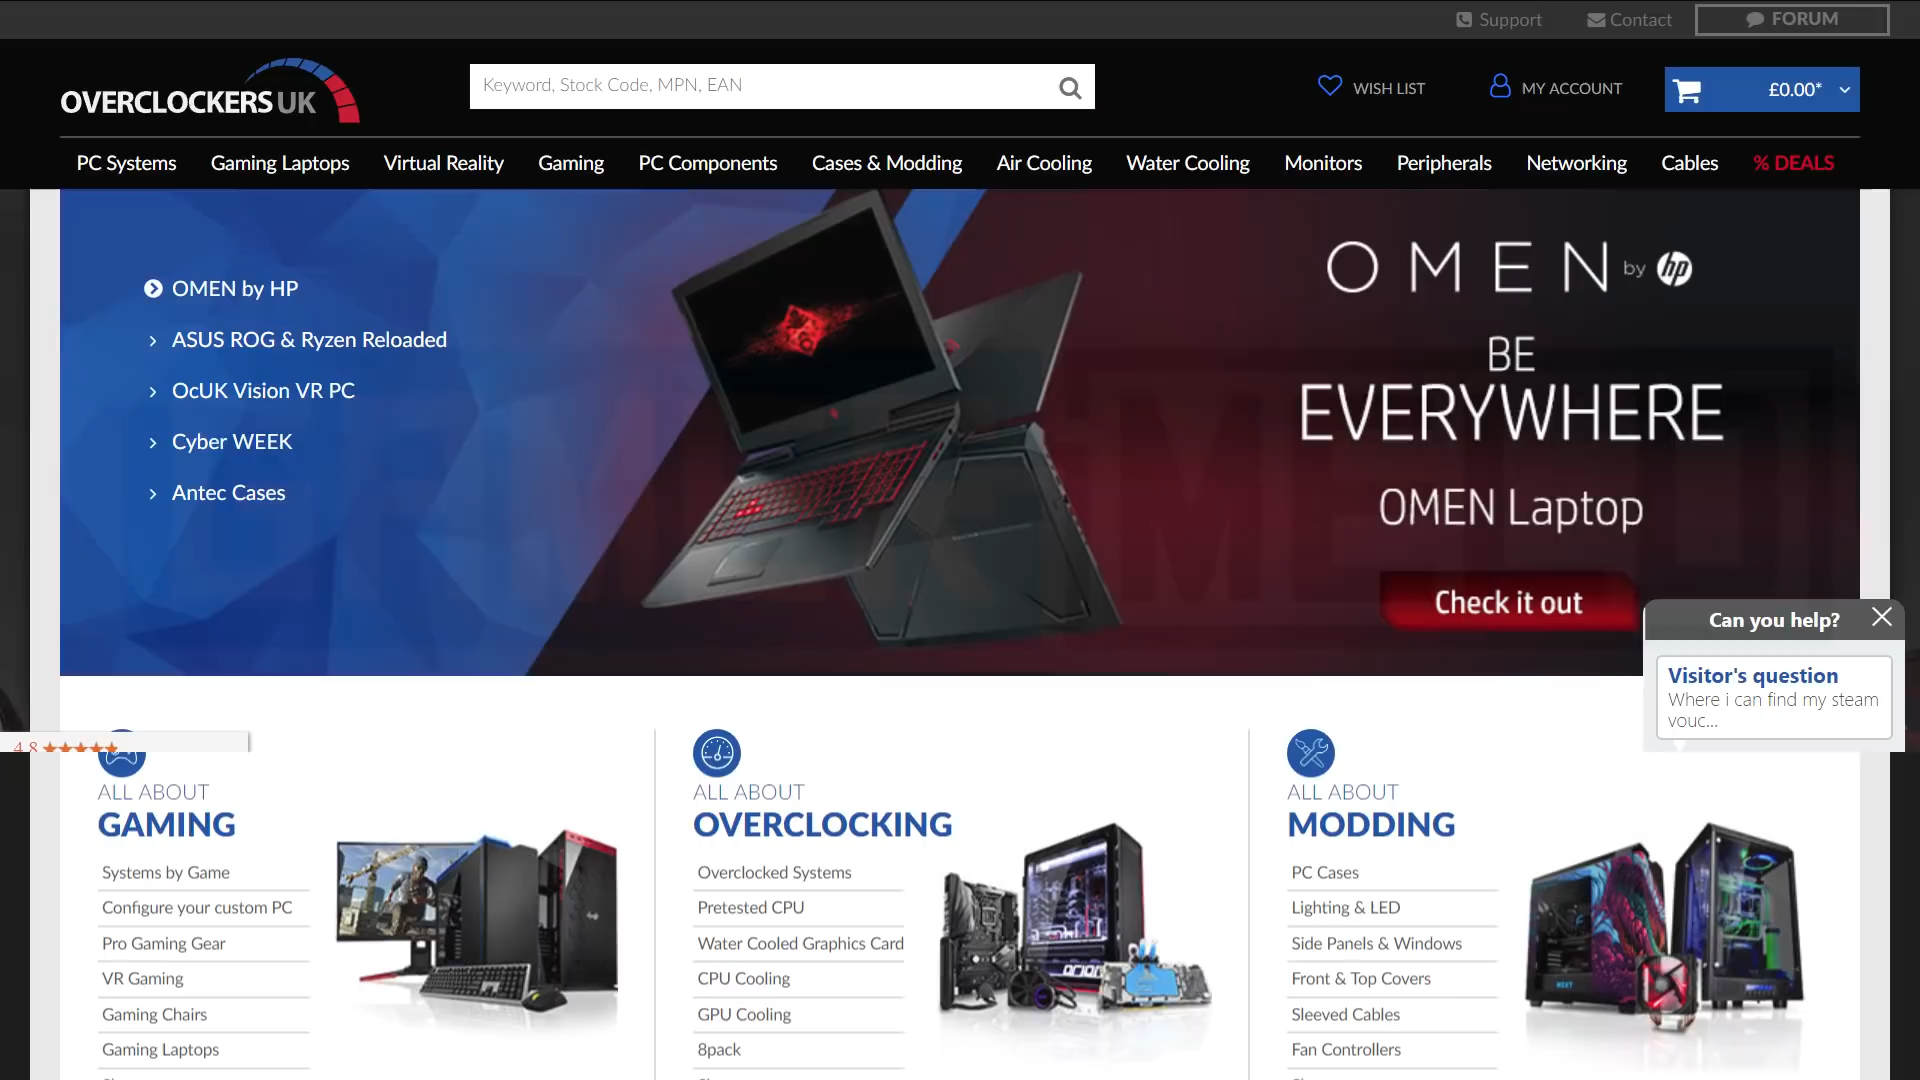 Support
Contact
FORUM
OVERCLOCKERS UK
Keyword, Stock Code, MPN, EAN
WISH LIST
MY ACCOUNT
£0.00*
PC Systems
Gaming Laptops
Virtual Reality
Gaming
PC Components
Cases & Modding
Air Cooling
Water Cooling
Monitors
Peripherals
Networking
Cables
% DEALS
OMEN by HP
ASUS ROG & Ryzen Reloaded
OcUK Vision VR PC
Cyber WEEK
Antec Cases
OMEN by hp
BE
EVERYWHERE
OMEN Laptop
Check it out
Can you help?
Visitor's question
Where i can find my steam
vouc...
4.8
ALL ABOUT
GAMING
Systems by Game
Configure your custom PC
Pro Gaming Gear
VR Gaming
Gaming Chairs
Gaming Laptops
ALL ABOUT
OVERCLOCKING
Overclocked Systems
Pretested CPU
Water Cooled Graphics Card
CPU Cooling
GPU Cooling
8pack
ALL ABOUT
MODDING
PC Cases
Lighting & LED
Side Panels & Windows
Front & Top Covers
Sleeved Cables
Fan Controllers